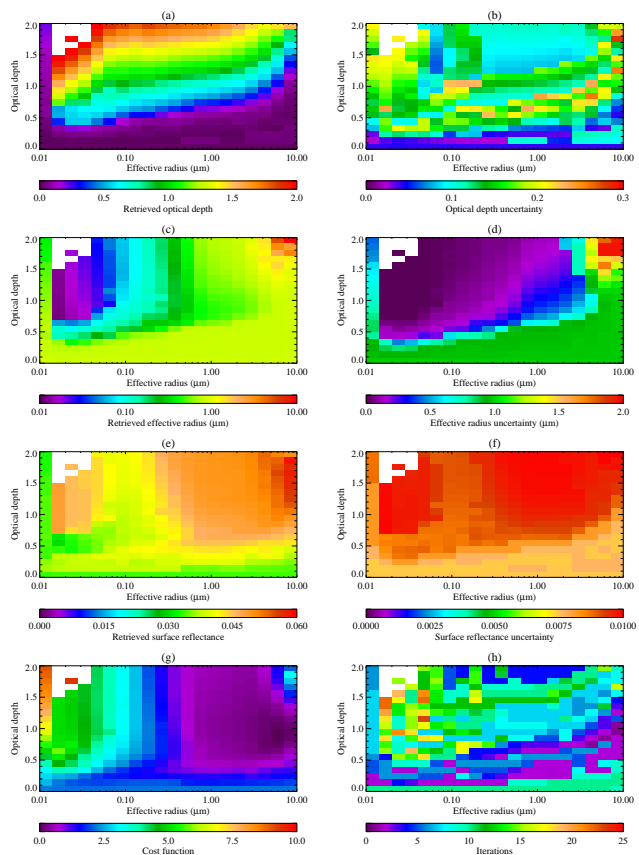 (a)
2.0
1.5
1.0
0.5
0.0
Optical depth
0.01 0.10 1.00 10.00
Effective radius (µm)
0.0 0.5 1.0 1.5 2.0
Retrieved optical depth
(b)
2.0
1.5
1.0
0.5
0.0
Optical depth
0.01 0.10 1.00 10.00
Effective radius (µm)
0.0 0.1 0.2 0.3
Optical depth uncertainty
(c)
2.0
1.5
1.0
0.5
0.0
Optical depth
0.01 0.10 1.00 10.00
Effective radius (µm)
0.01 0.10 1.00 10.00
Retrieved effective radius (µm)
(d)
2.0
1.5
1.0
0.5
0.0
Optical depth
0.01 0.10 1.00 10.00
Effective radius (µm)
0.0 0.5 1.0 1.5 2.0
Effective radius uncertainty (µm)
(e)
2.0
1.5
1.0
0.5
0.0
Optical depth
0.01 0.10 1.00 10.00
Effective radius (µm)
0.000 0.015 0.030 0.045 0.060
Retrieved surface reflectance
(f)
2.0
1.5
1.0
0.5
0.0
Optical depth
0.01 0.10 1.00 10.00
Effective radius (µm)
0.0000 0.0025 0.0050 0.0075 0.0100
Surface reflectance uncertainty
(g)
2.0
1.5
1.0
0.5
0.0
Optical depth
0.01 0.10 1.00 10.00
Effective radius (µm)
0.0 2.5 5.0 7.5 10.0
Cost function
(h)
2.0
1.5
1.0
0.5
0.0
Optical depth
0.01 0.10 1.00 10.00
Effective radius (µm)
0 5 10 15 20 25
Iterations